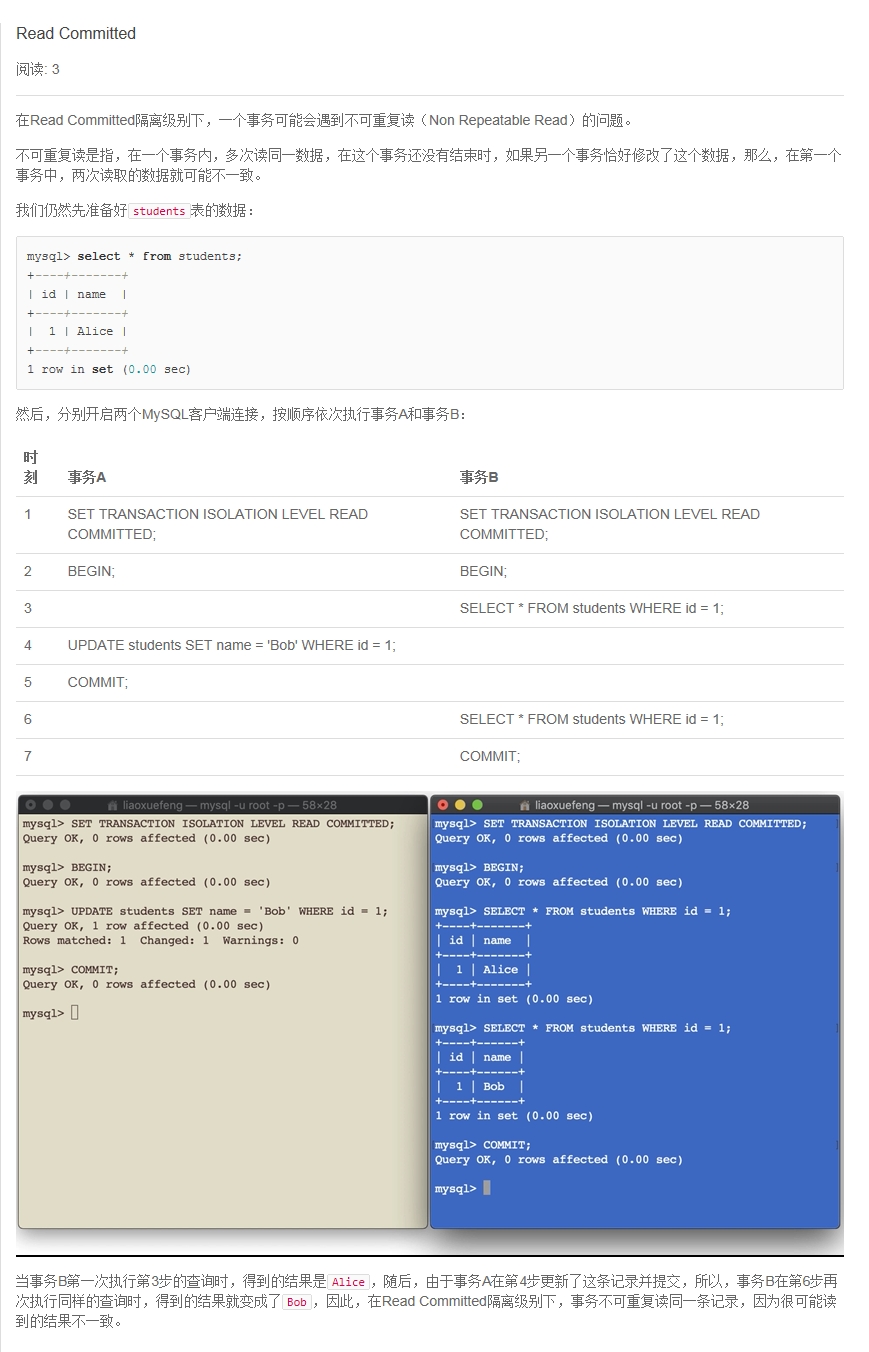 Read Committed
阅读: 3
在Read Committed隔离级别下，一个事务可能会遇到不可重复读（Non Repeatable Read）的问题。
不可重复读是指，在一个事务内，多次读同一数据，在这个事务还没有结束时，如果另一个事务恰好修改了这个数据，那么，在第一个
事务中，两次读取的数据就可能不一致。
我们仍然先准备好students表的数据：
mysql> select * from students;
+----+-------+
| id | name  |
+----+-------+
|  1 | Alice |
+----+-------+
1 row in set (0.00 sec)
然后，分别开启两个MySQL客户端连接，按顺序依次执行事务A和事务B：
时
刻 事务A 事务B
1 SET TRANSACTION ISOLATION LEVEL READ SET TRANSACTION ISOLATION LEVEL READ
COMMITTED; COMMITTED;
2 BEGIN; BEGIN;
3 SELECT * FROM students WHERE id = 1;
4 UPDATE students SET name = 'Bob' WHERE id = 1;
5 COMMIT;
6 SELECT * FROM students WHERE id = 1;
7 COMMIT;
liaoxuefeng — mysql -u root -p — 58×28
mysql> SET TRANSACTION ISOLATION LEVEL READ COMMITTED;
Query OK, 0 rows affected (0.00 sec)
mysql> BEGIN;
Query OK, 0 rows affected (0.00 sec)
mysql> UPDATE students SET name = 'Bob' WHERE id = 1;
Query OK, 1 row affected (0.00 sec)
Rows matched: 1  Changed: 1  Warnings: 0
mysql> COMMIT;
Query OK, 0 rows affected (0.00 sec)
mysql>
liaoxuefeng — mysql -u root -p — 58×28
mysql> SET TRANSACTION ISOLATION LEVEL READ COMMITTED;
Query OK, 0 rows affected (0.00 sec)
mysql> BEGIN;
Query OK, 0 rows affected (0.00 sec)
mysql> SELECT * FROM students WHERE id = 1;
+----+-------+
| id | name  |
+----+-------+
|  1 | Alice |
+----+-------+
1 row in set (0.00 sec)
mysql> SELECT * FROM students WHERE id = 1;
+----+------+
| id | name |
+----+------+
|  1 | Bob  |
+----+------+
1 row in set (0.00 sec)
mysql> COMMIT;
Query OK, 0 rows affected (0.00 sec)
mysql>
当事务B第一次执行第3步的查询时，得到的结果是Alice，随后，由于事务A在第4步更新了这条记录并提交，所以，事务B在第6步再
次执行同样的查询时，得到的结果就变成了Bob，因此，在Read Committed隔离级别下，事务不可重复读同一条记录，因为很可能读
到的结果不一致。